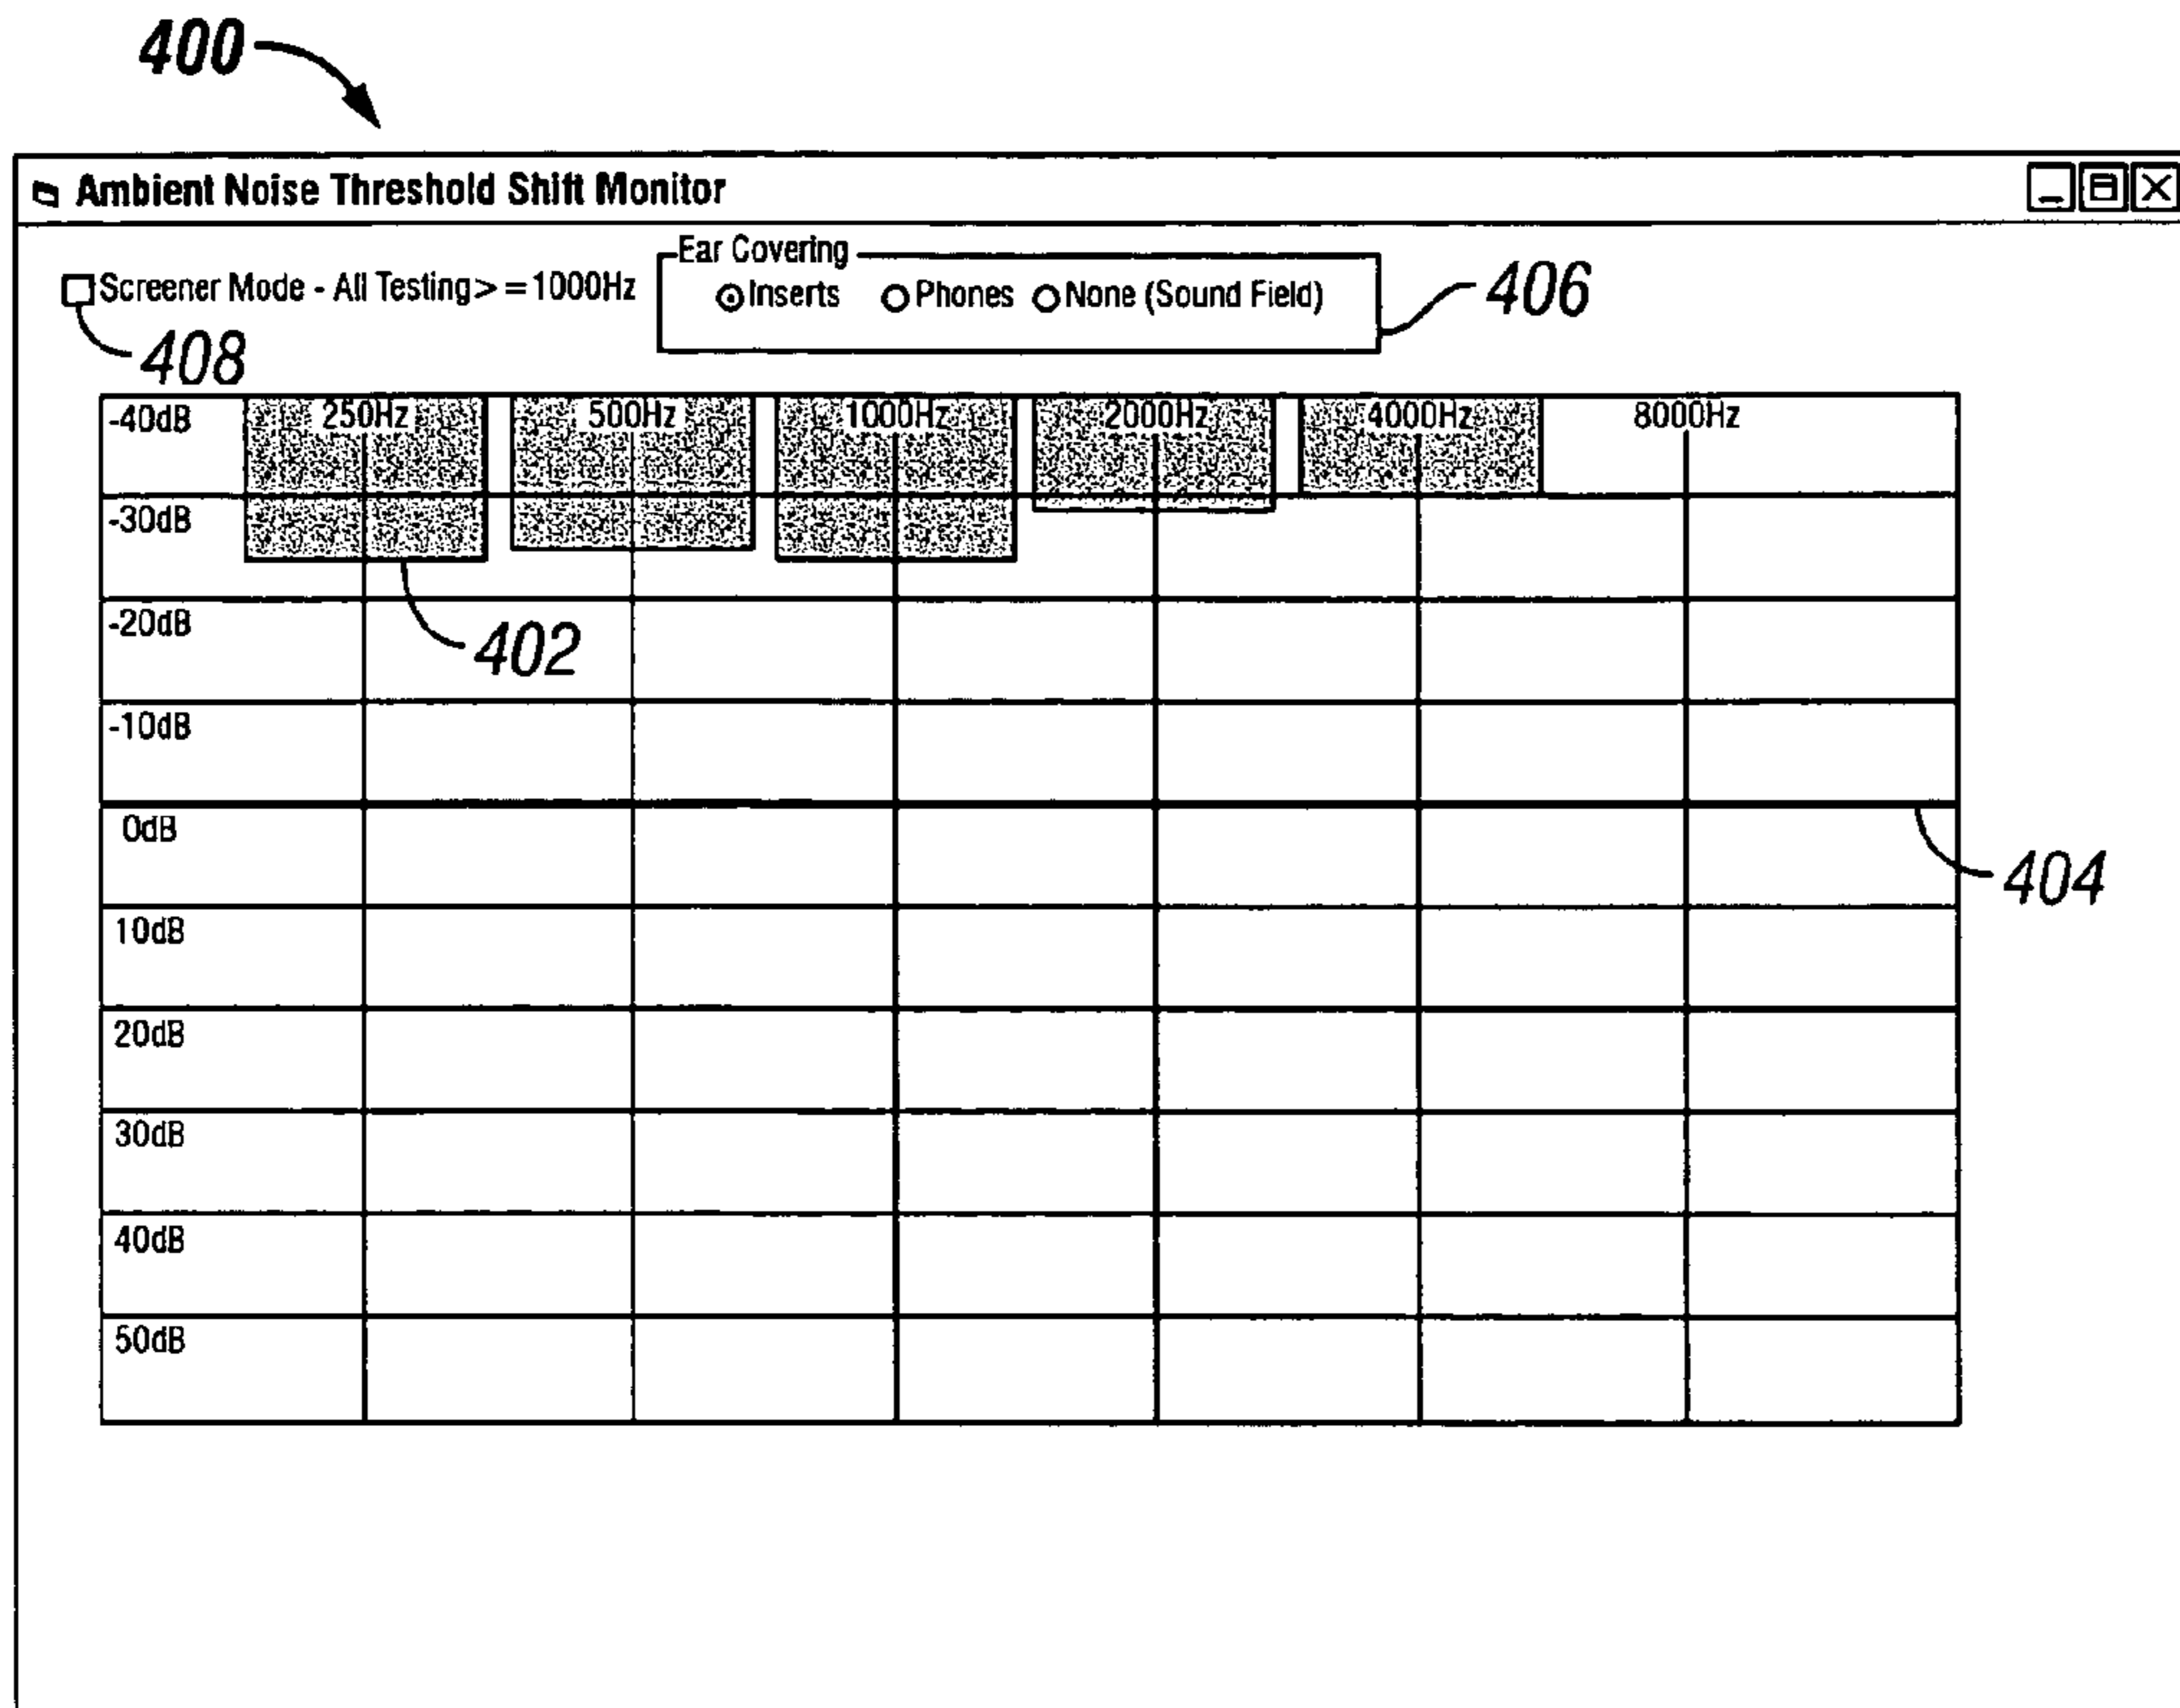 400
Ambient Noise Threshold Shift Monitor
Screener Mode - All Testing > = 1000Hz
Ear Covering
Inserts Phones None (Sound Field)
406
408
-40dB 250Hz 500Hz 1000Hz 2000Hz 4000Hz 8000Hz
-30dB
-20dB
402
-10dB
0dB
404
10dB
20dB
30dB
40dB
50dB